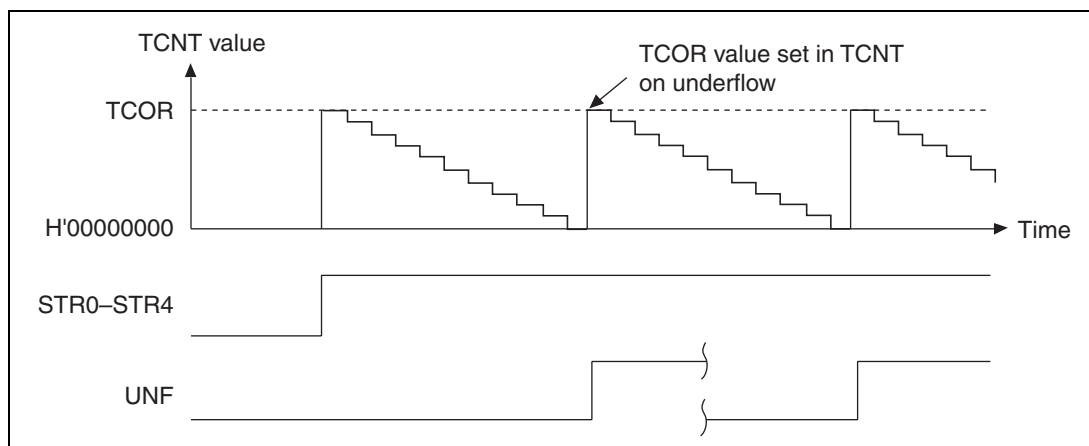 TCNT value
TCOR value set in TCNT
on underflow
TCOR
H'00000000
Time
STR0–STR4
UNF